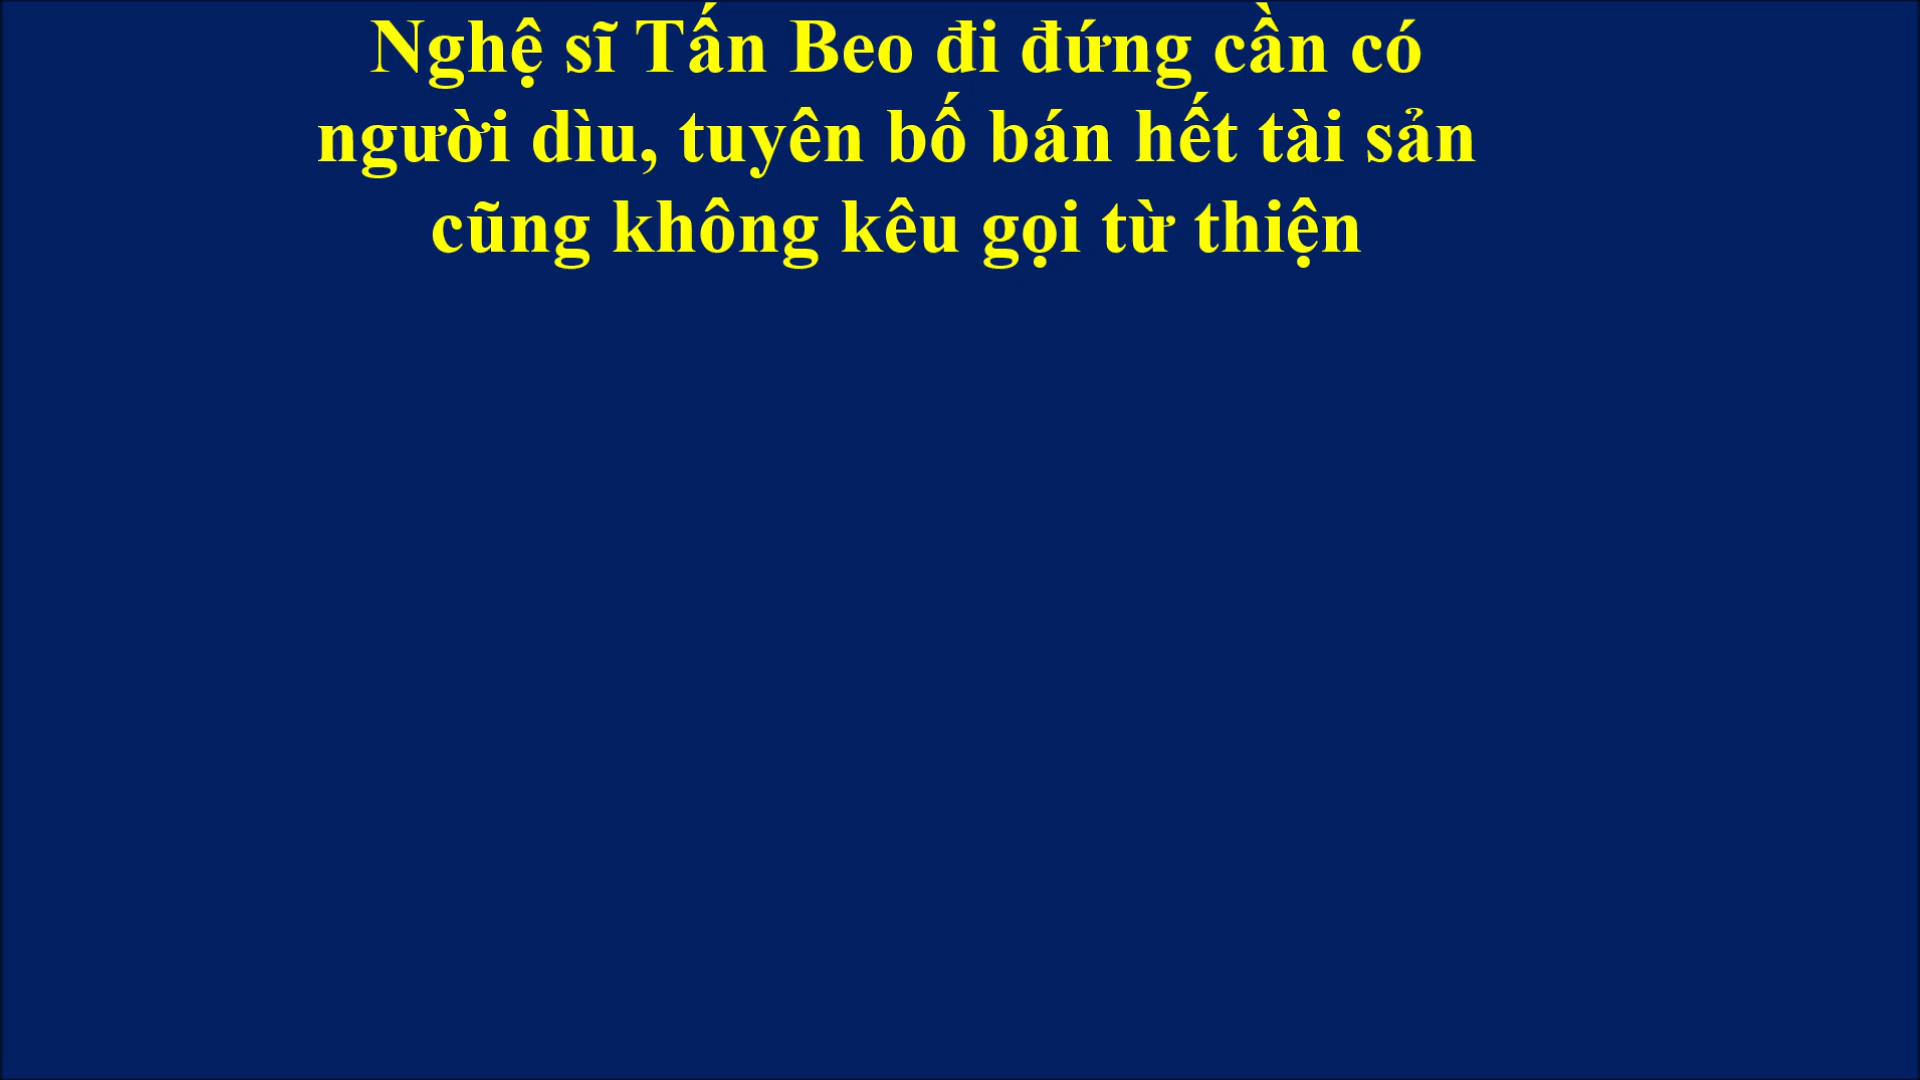 Nghệ sĩ Tấn Beo đi đứng cần có
người dìu, tuyên bố bán hết tài sản
cũng không kêu gọi từ thiện